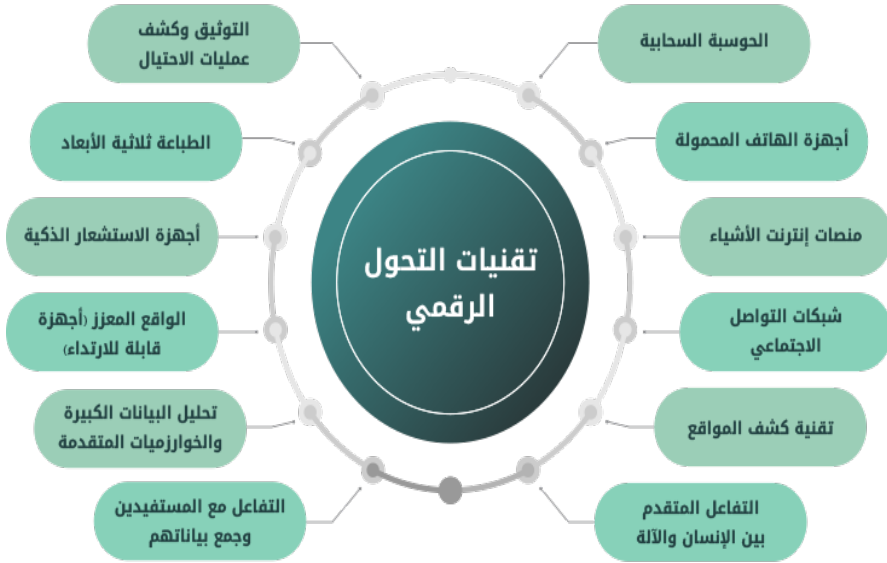 تقنيات التحول
الرقمي
الحوسبة السحابية
أجهزة الهاتف المحمولة
منصات إنترنت الأشياء
شبكات التواصل
الاجتماعي
تقنية كشف المواقع
التفاعل المتقدم
بين الإنسان والآلة
التوثيق وكشف
عمليات الاحتيال
الطباعة ثلاثية الأبعاد
أجهزة الاستشعار الذكية
الواقع المعزز (أجهزة
قابلة للارتداء)
تحليل البيانات الكبيرة
والخوارزميات المتقدمة
التفاعل مع المستفيدين
وجمع بياناتهم